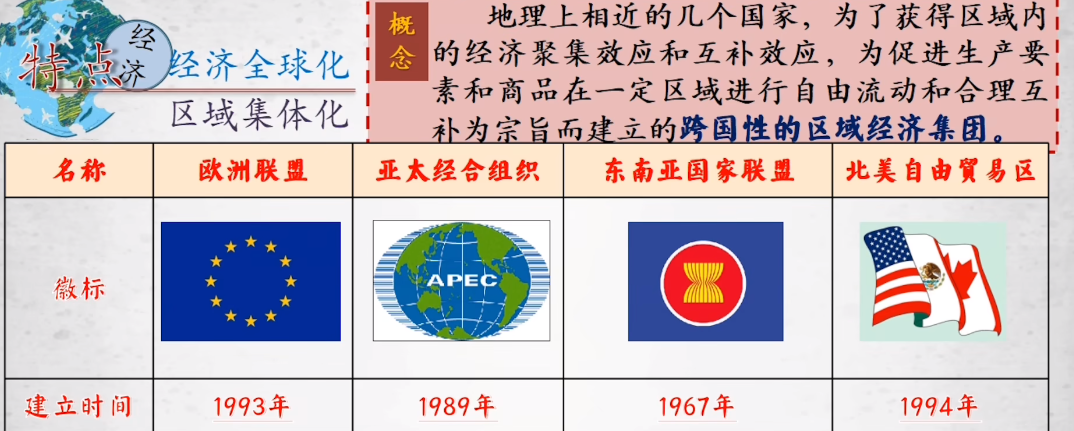 特点
经济
经济全球化
区域集体化
概念
地理上相近的几个国家，为了获得区域内
的经济聚集效应和互补效应，为促进生产要
素和商品在一定区域进行自由流动和合理互
补为宗旨而建立的跨国性的区域经济集团。
名称 欧洲联盟 亚太经合组织 东南亚国家联盟 北美自由貿易区
徽标
APEC
建立时间 1993年 1989年 1967年 1994年